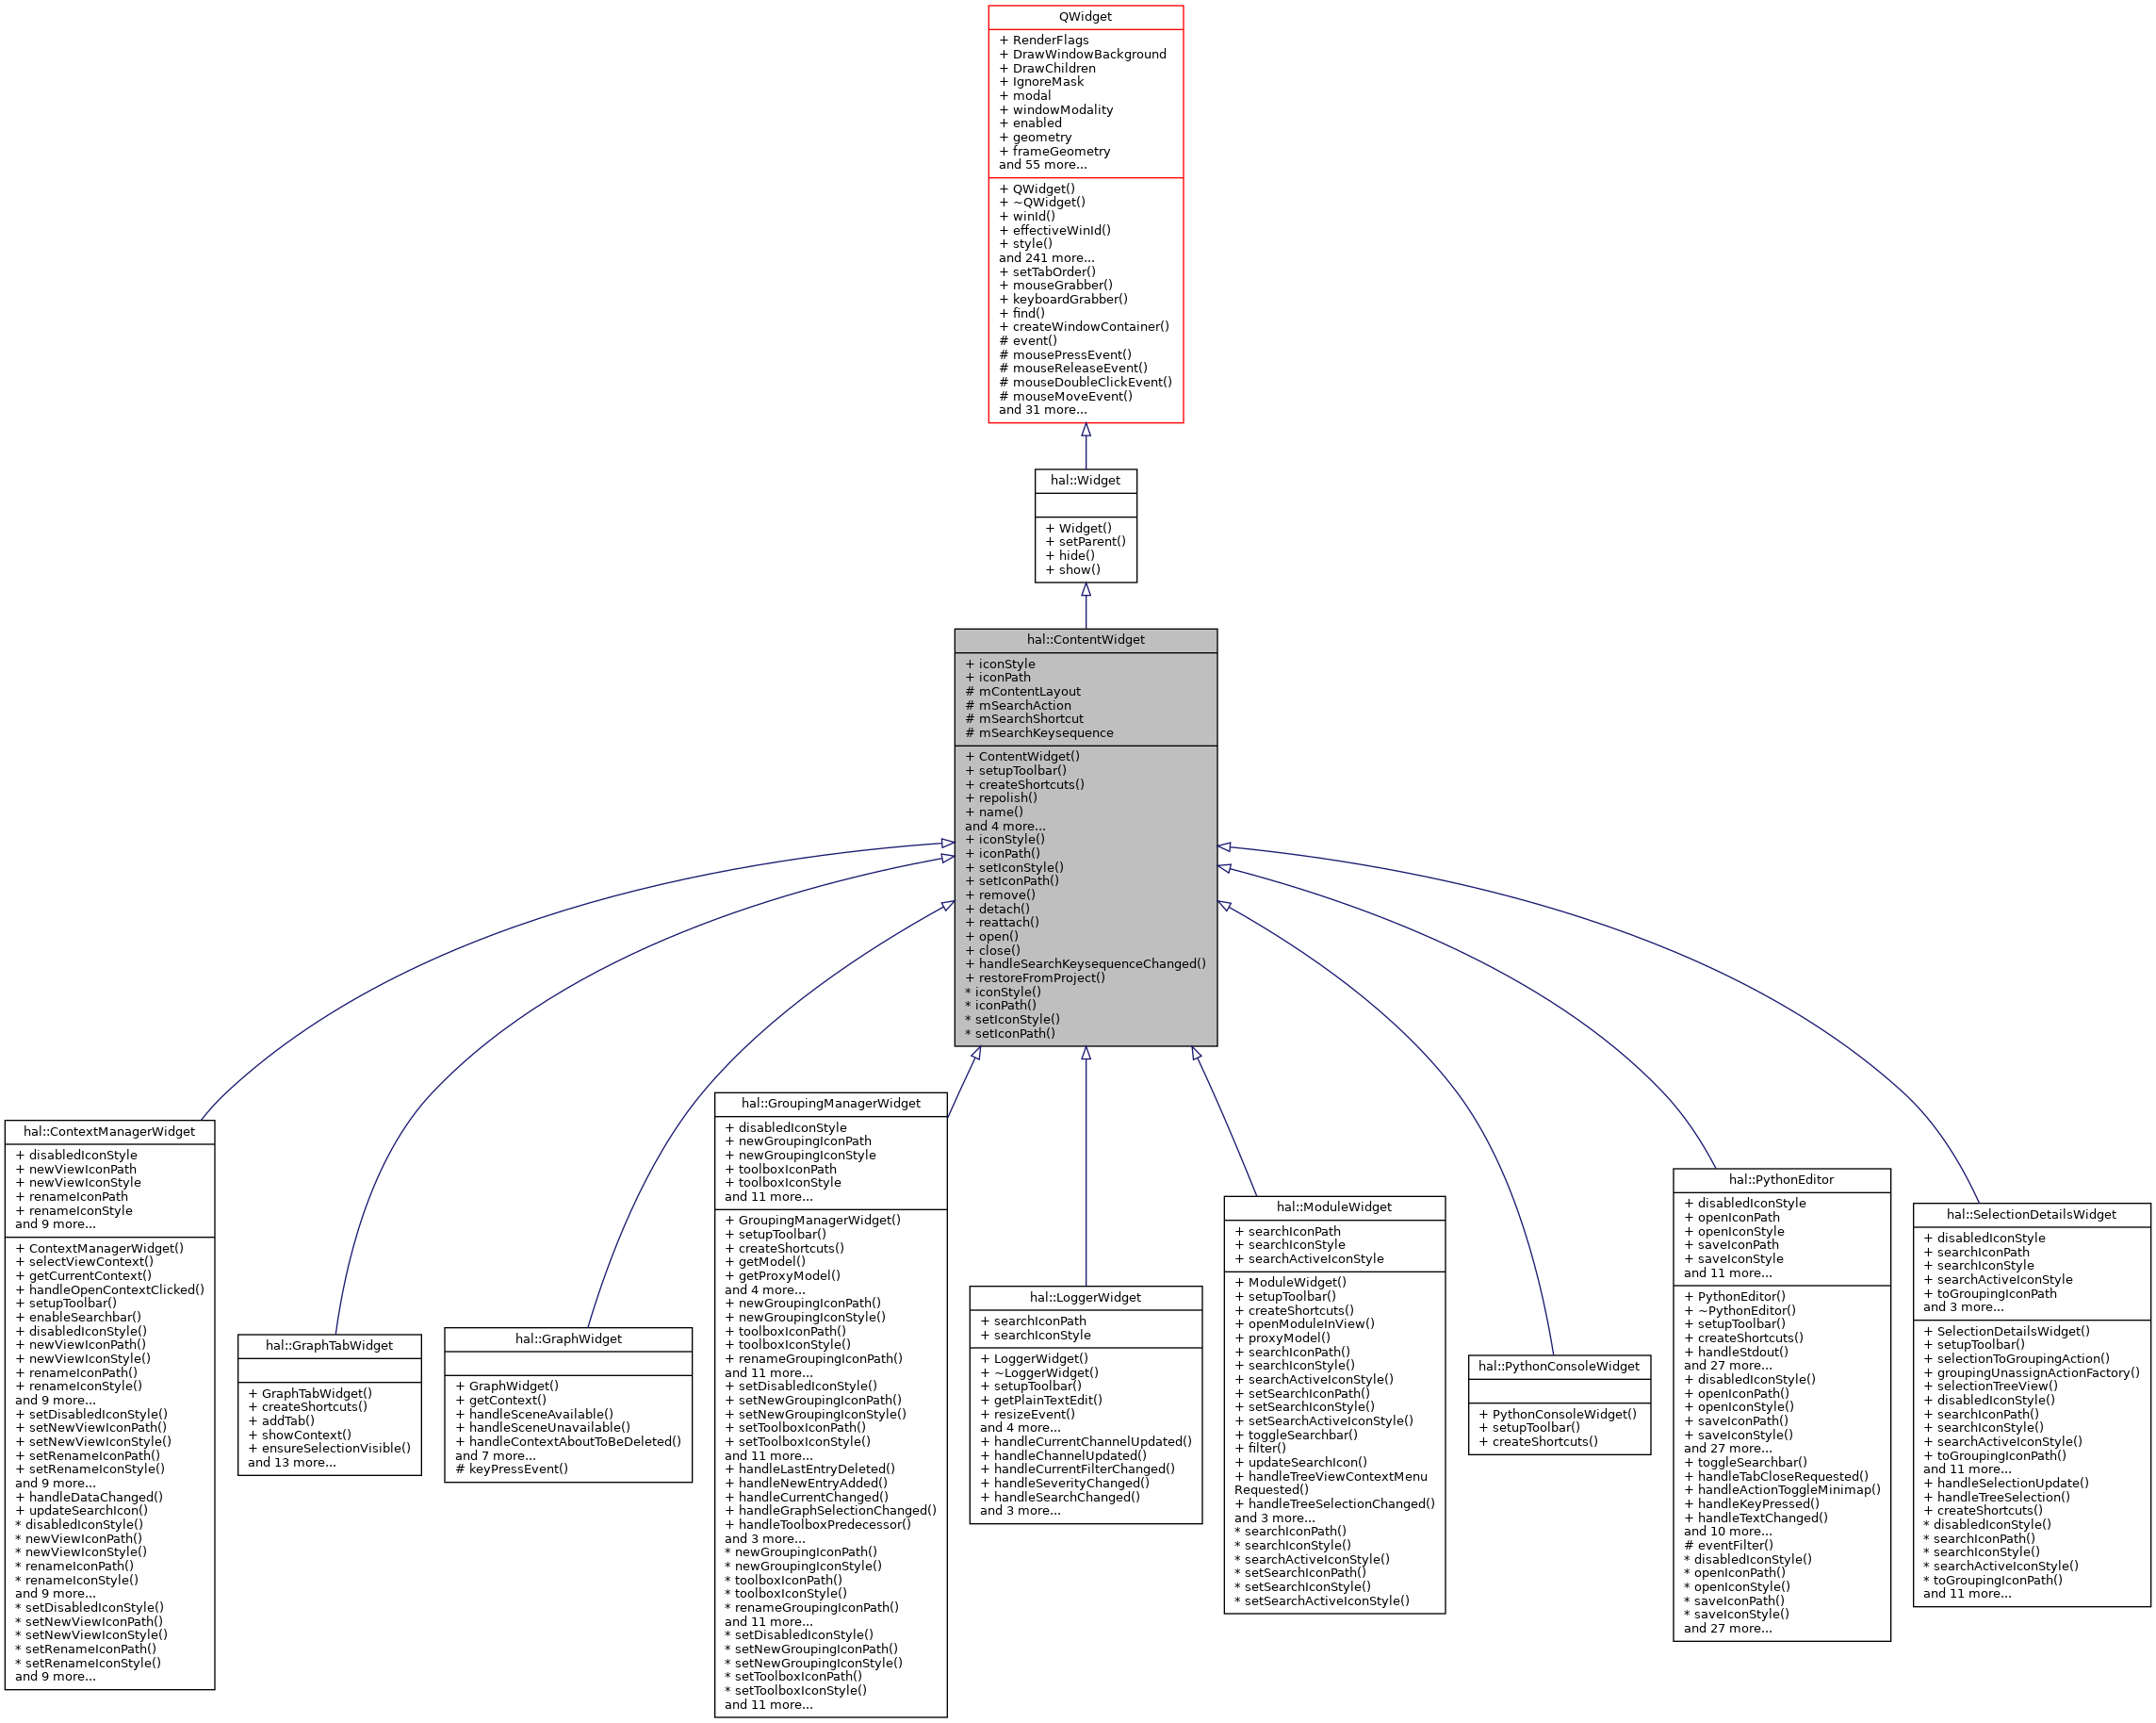 QWidget
+ RenderFlags
+ DrawWindowBackground
+ DrawChildren
+ IgnoreMask
+ modal
+ windowModality
+ enabled
+ geometry
+ frameGeometry
and 55 more...
+ QWidget()
+ ~QWidget()
+ winId()
+ effectiveWinId()
+ style()
and 241 more...
+ setTabOrder()
+ mouseGrabber()
+ keyboardGrabber()
+ find()
+ createWindowContainer()
# event()
# mousePressEvent()
# mouseReleaseEvent()
# mouseDoubleClickEvent()
# mouseMoveEvent()
and 31 more...
hal::Widget
+ Widget()
+ setParent()
+ hide()
+ show()
hal::ContentWidget
+ iconStyle
+ iconPath
# mContentLayout
# mSearchAction
# mSearchShortcut
# mSearchKeysequence
+ ContentWidget()
+ setupToolbar()
+ createShortcuts()
+ repolish()
+ name()
and 4 more...
+ iconStyle()
+ iconPath()
+ setIconStyle()
+ setIconPath()
+ remove()
+ detach()
+ reattach()
+ open()
+ close()
+ handleSearchKeysequenceChanged()
+ restoreFromProject()
* iconStyle()
* iconPath()
* setIconStyle()
* setIconPath()
hal::ContextManagerWidget
+ disabledIconStyle
+ newViewIconPath
+ newViewIconStyle
+ renameIconPath
+ renameIconStyle
and 9 more...
+ ContextManagerWidget()
+ selectViewContext()
+ getCurrentContext()
+ handleOpenContextClicked()
+ setupToolbar()
+ enableSearchbar()
+ disabledIconStyle()
+ newViewIconPath()
+ newViewIconStyle()
+ renameIconPath()
+ renameIconStyle()
and 9 more...
+ setDisabledIconStyle()
+ setNewViewIconPath()
+ setNewViewIconStyle()
+ setRenameIconPath()
+ setRenameIconStyle()
and 9 more...
+ handleDataChanged()
+ updateSearchIcon()
* disabledIconStyle()
* newViewIconPath()
* newViewIconStyle()
* renameIconPath()
* renameIconStyle()
and 9 more...
* setDisabledIconStyle()
* setNewViewIconPath()
* setNewViewIconStyle()
* setRenameIconPath()
* setRenameIconStyle()
and 9 more...
hal::GraphTabWidget
+ GraphTabWidget()
+ createShortcuts()
+ addTab()
+ showContext()
+ ensureSelectionVisible()
and 13 more...
hal::GraphWidget
+ GraphWidget()
+ getContext()
+ handleSceneAvailable()
+ handleSceneUnavailable()
+ handleContextAboutToBeDeleted()
and 7 more...
# keyPressEvent()
hal::GroupingManagerWidget
+ disabledIconStyle
+ newGroupingIconPath
+ newGroupingIconStyle
+ toolboxIconPath
+ toolboxIconStyle
and 11 more...
+ GroupingManagerWidget()
+ setupToolbar()
+ createShortcuts()
+ getModel()
+ getProxyModel()
and 4 more...
+ newGroupingIconPath()
+ newGroupingIconStyle()
+ toolboxIconPath()
+ toolboxIconStyle()
+ renameGroupingIconPath()
and 11 more...
+ setDisabledIconStyle()
+ setNewGroupingIconPath()
+ setNewGroupingIconStyle()
+ setToolboxIconPath()
+ setToolboxIconStyle()
and 11 more...
+ handleLastEntryDeleted()
+ handleNewEntryAdded()
+ handleCurrentChanged()
+ handleGraphSelectionChanged()
+ handleToolboxPredecessor()
and 3 more...
* newGroupingIconPath()
* newGroupingIconStyle()
* toolboxIconPath()
* toolboxIconStyle()
* renameGroupingIconPath()
and 11 more...
* setDisabledIconStyle()
* setNewGroupingIconPath()
* setNewGroupingIconStyle()
* setToolboxIconPath()
* setToolboxIconStyle()
and 11 more...
hal::LoggerWidget
+ searchIconPath
+ searchIconStyle
+ LoggerWidget()
+ ~LoggerWidget()
+ setupToolbar()
+ getPlainTextEdit()
+ resizeEvent()
and 4 more...
+ handleCurrentChannelUpdated()
+ handleChannelUpdated()
+ handleCurrentFilterChanged()
+ handleSeverityChanged()
+ handleSearchChanged()
and 3 more...
hal::ModuleWidget
+ searchIconPath
+ searchIconStyle
+ searchActiveIconStyle
+ ModuleWidget()
+ setupToolbar()
+ createShortcuts()
+ openModuleInView()
+ proxyModel()
+ searchIconPath()
+ searchIconStyle()
+ searchActiveIconStyle()
+ setSearchIconPath()
+ setSearchIconStyle()
+ setSearchActiveIconStyle()
+ toggleSearchbar()
+ filter()
+ updateSearchIcon()
+ handleTreeViewContextMenu
Requested()
+ handleTreeSelectionChanged()
and 3 more...
* searchIconPath()
* searchIconStyle()
* searchActiveIconStyle()
* setSearchIconPath()
* setSearchIconStyle()
* setSearchActiveIconStyle()
hal::PythonConsoleWidget
+ PythonConsoleWidget()
+ setupToolbar()
+ createShortcuts()
hal::PythonEditor
+ disabledIconStyle
+ openIconPath
+ openIconStyle
+ saveIconPath
+ saveIconStyle
and 11 more...
+ PythonEditor()
+ ~PythonEditor()
+ setupToolbar()
+ createShortcuts()
+ handleStdout()
and 27 more...
+ disabledIconStyle()
+ openIconPath()
+ openIconStyle()
+ saveIconPath()
+ saveIconStyle()
and 27 more...
+ toggleSearchbar()
+ handleTabCloseRequested()
+ handleActionToggleMinimap()
+ handleKeyPressed()
+ handleTextChanged()
and 10 more...
# eventFilter()
* disabledIconStyle()
* openIconPath()
* openIconStyle()
* saveIconPath()
* saveIconStyle()
and 27 more...
hal::SelectionDetailsWidget
+ disabledIconStyle
+ searchIconPath
+ searchIconStyle
+ searchActiveIconStyle
+ toGroupingIconPath
and 3 more...
+ SelectionDetailsWidget()
+ setupToolbar()
+ selectionToGroupingAction()
+ groupingUnassignActionFactory()
+ selectionTreeView()
+ disabledIconStyle()
+ searchIconPath()
+ searchIconStyle()
+ searchActiveIconStyle()
+ toGroupingIconPath()
and 11 more...
+ handleSelectionUpdate()
+ handleTreeSelection()
+ createShortcuts()
* disabledIconStyle()
* searchIconPath()
* searchIconStyle()
* searchActiveIconStyle()
* toGroupingIconPath()
and 11 more...